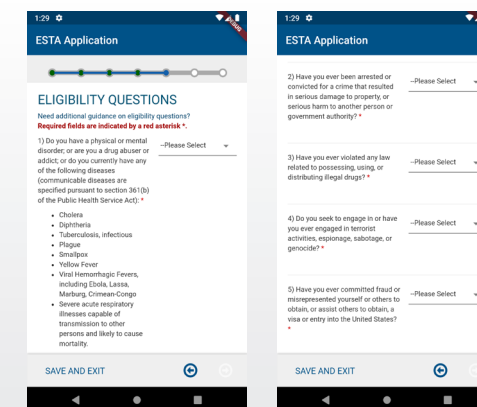 1:29
DEBUG
ESTA Application
ELIGIBILITY QUESTIONS
Need additional guidance on eligibility questions?
Required fields are indicated by a red asterisk *.
1) Do you have a physical or mental
disorder; or are you a drug abuser or
addict; or do you currently have any
of the following diseases
(communicable diseases are
specified pursuant to section 361(b)
of the Public Health Service Act): *
--Please Select
• Cholera
• Diphtheria
• Tuberculosis, infectious
• Plague
• Smallpox
• Yellow Fever
• Viral Hemorrhagic Fevers,
including Ebola, Lassa,
Marburg, Crimean-Congo
• Severe acute respiratory
illnesses capable of
transmission to other
persons and likely to cause
mortality.
SAVE AND EXIT
1:29
ESTA Application
2) Have you ever been arrested or
convicted for a crime that resulted
in serious damage to property, or
serious harm to another person or
government authority? *
--Please Select
3) Have you ever violated any law
related to possessing, using, or
distributing illegal drugs? *
--Please Select
4) Do you seek to engage in or have
you ever engaged in terrorist
activities, espionage, sabotage, or
genocide? *
--Please Select
5) Have you ever committed fraud or
misrepresented yourself or others to
obtain, or assist others to obtain, a
visa or entry into the United States?
*
--Please Select
SAVE AND EXIT